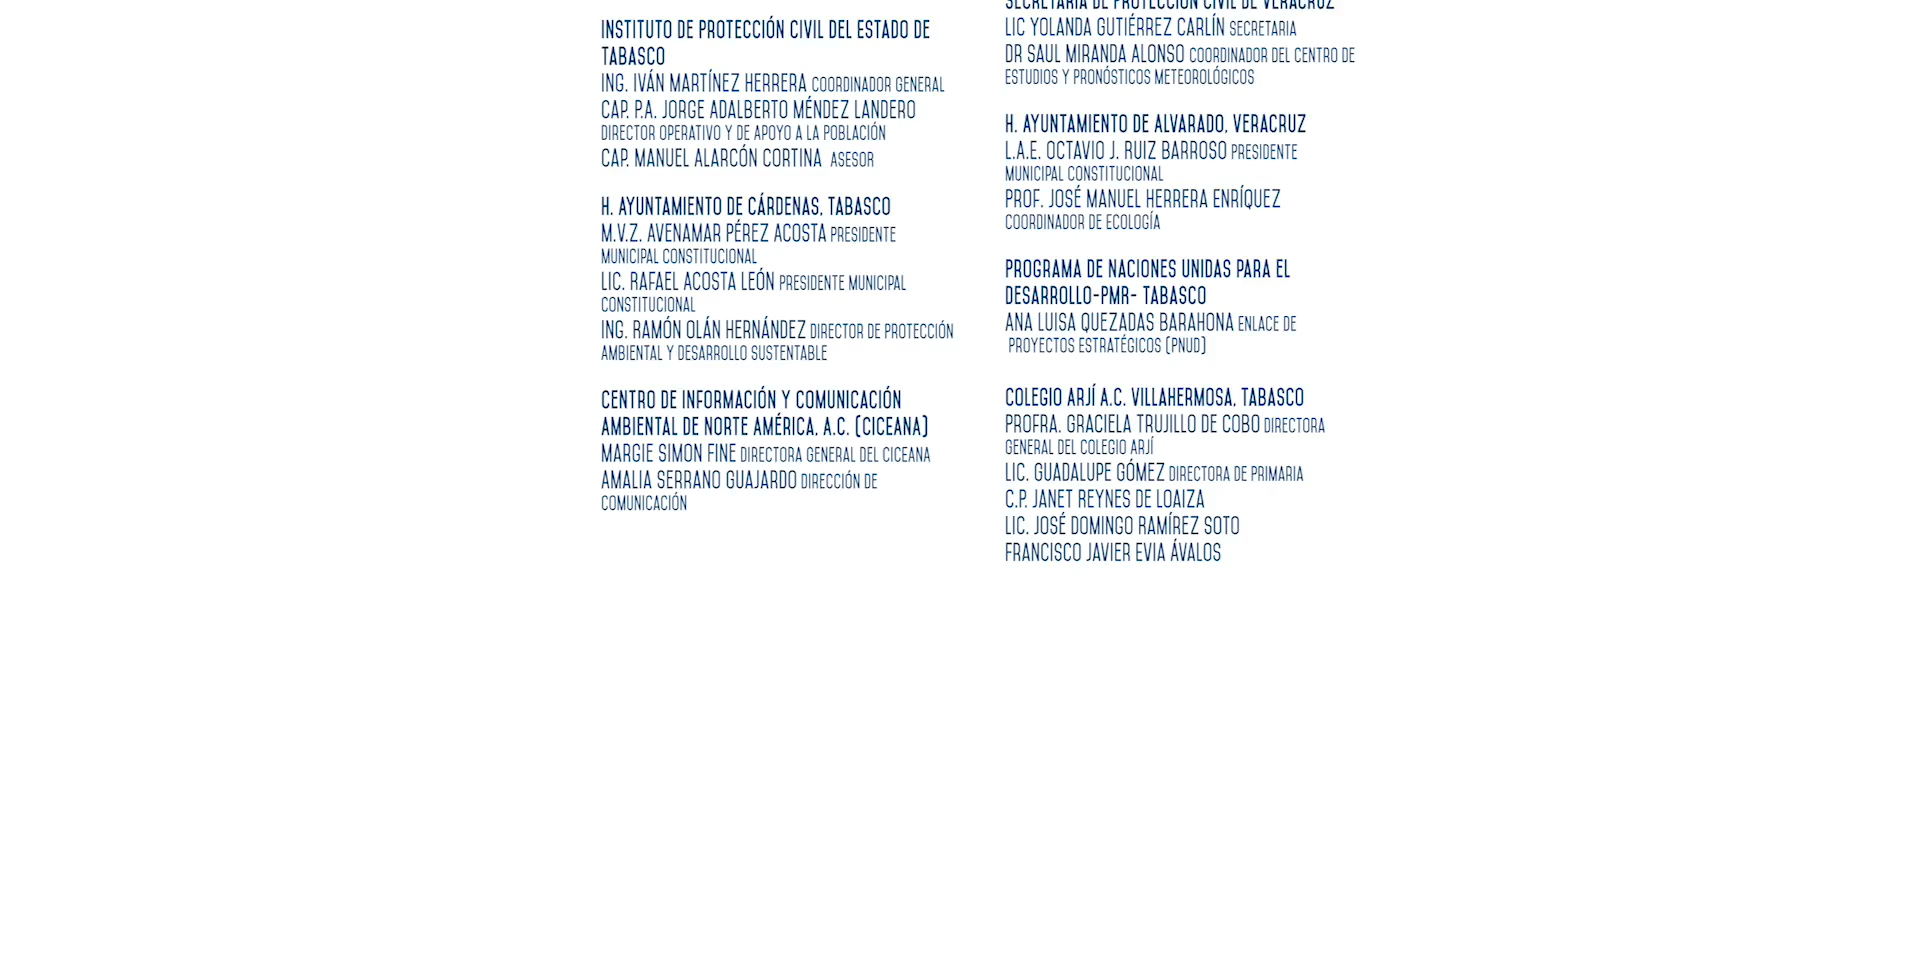 INSTITUTO DE PROTECCIÓN CIVIL DEL ESTADO DE
TABASCO
ING. IVÁN MARTÍNEZ HERRERA COORDINADOR GENERAL
CAP. P.A. JORGE ADALBERTO MÉNDEZ LANDERO
DIRECTOR OPERATIVO Y DE APOYO A LA POBLACIÓN
CAP. MANUEL ALARCÓN CORTINA ASESOR
H. AYUNTAMIENTO DE CÁRDENAS, TABASCO
M.V.Z. AVENAMAR PÉREZ ACOSTA PRESIDENTE
MUNICIPAL CONSTITUCIONAL
LIC. RAFAEL ACOSTA LEÓN PRESIDENTE MUNICIPAL
CONSTITUCIONAL
ING. RAMÓN OLÁN HERNÁNDEZ DIRECTOR DE PROTECCIÓN
AMBIENTAL Y DESARROLLO SUSTENTABLE
CENTRO DE INFORMACIÓN Y COMUNICACIÓN
AMBIENTAL DE NORTE AMÉRICA, A.C. (CICEANA)
MARGIE SIMON FINE DIRECTORA GENERAL DEL CICEANA
AMALIA SERRANO GUAJARDO DIRECCIÓN DE
COMUNICACIÓN
SECRETARÍA DE PROTECCIÓN CIVIL DE VERACRUZ
LIC YOLANDA GUTIÉRREZ CARLÍN SECRETARIA
DR SAUL MIRANDA ALONSO COORDINADOR DEL CENTRO DE
ESTUDIOS Y PRONÓSTICOS METEOROLÓGICOS
H. AYUNTAMIENTO DE ALVARADO, VERACRUZ
L.A.E. OCTAVIO J. RUIZ BARROSO PRESIDENTE
MUNICIPAL CONSTITUCIONAL
PROF. JOSÉ MANUEL HERRERA ENRÍQUEZ
COORDINADOR DE ECOLOGÍA
PROGRAMA DE NACIONES UNIDAS PARA EL
DESARROLLO-PMR- TABASCO
ANA LUISA QUEZADAS BARAHONA ENLACE DE
PROYECTOS ESTRATÉGICOS (PNUD)
COLEGIO ARJÍ A.C. VILLAHERMOSA, TABASCO
PROFRA. GRACIELA TRUJILLO DE COBO DIRECTORA
GENERAL DEL COLEGIO ARJÍ
LIC. GUADALUPE GÓMEZ DIRECTORA DE PRIMARIA
C.P. JANET REYNES DE LOAIZA
LIC. JOSÉ DOMINGO RAMÍREZ SOTO
FRANCISCO JAVIER EVIA ÁVALOS